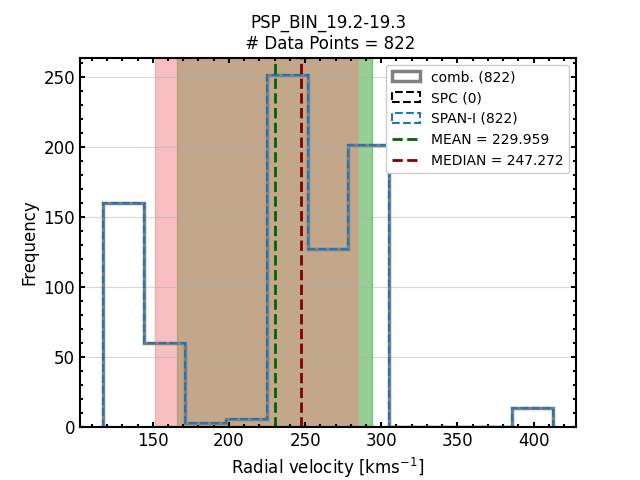 PSP_BIN_19.2-19.3
# Data Points = 822
comb. (822)
SPC (0)
SPAN-I (822)
MEAN = 229.959
MEDIAN = 247.272
Frequency
250
200
150
100
50
0
150 200 250 300 350 400
Radial velocity [kms⁻¹]